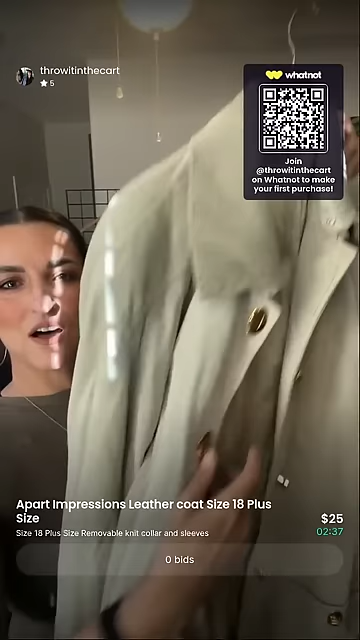 throwitinthecart
5
whatnot
Join
@throwitinthecart
on Whatnot to make
your first purchase!
Apart Impressions Leather coat Size 18 Plus
Size
$25
Size 18 Plus Size Removable knit collar and sleeves
02:37
0 bids